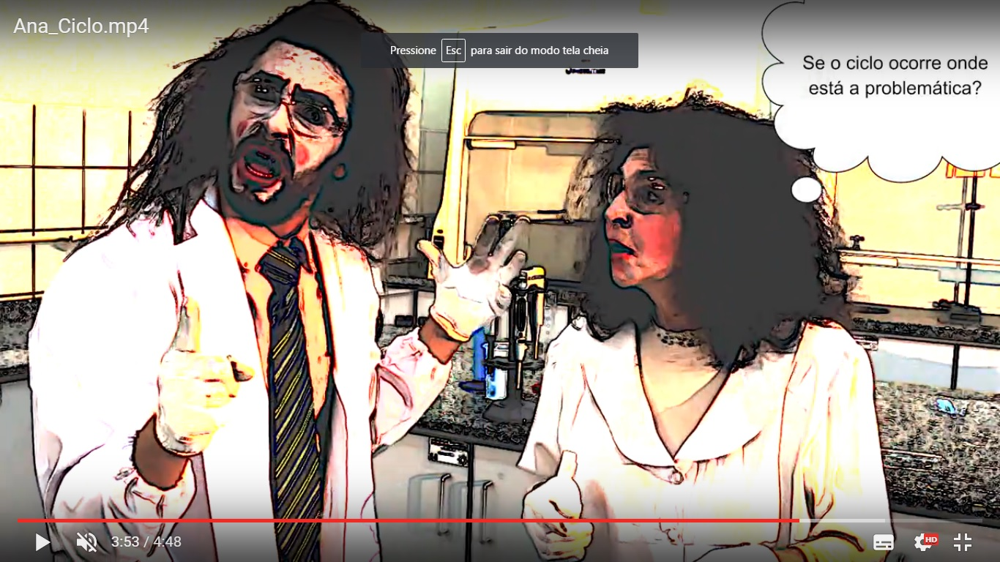 Ana_Ciclo.mp4
Pressione Esc para sair do modo tela cheia
Se o ciclo ocorre onde
está a problemática?
3:53 / 4:48
HD